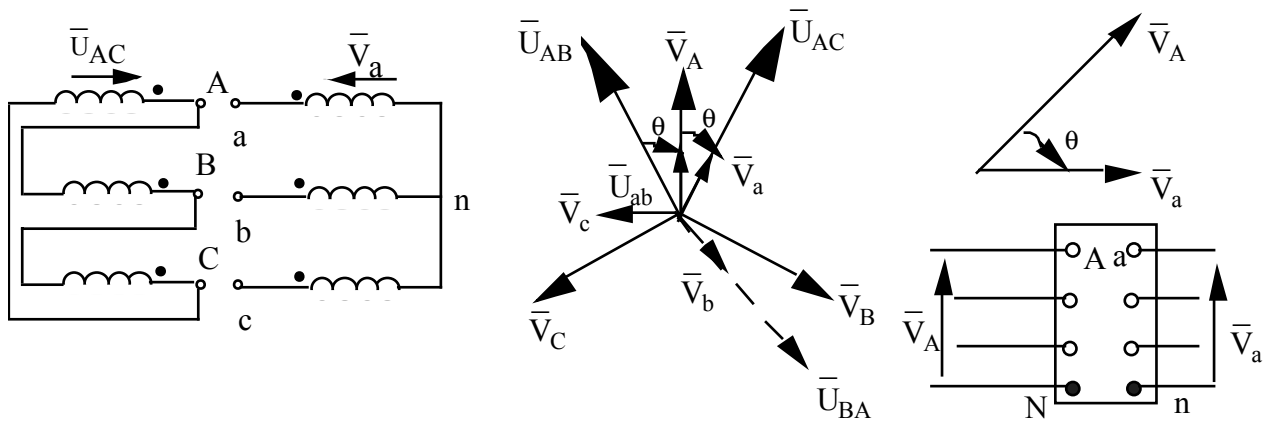 U̅AC
V̅a
A
a
B
b
n
C
c
U̅AB
V̅A
U̅AC
θ
θ
V̅a
U̅ab
V̅c
V̅b
V̅C
V̅B
U̅BA
V̅A
θ
V̅a
A a
V̅A
V̅a
N
n